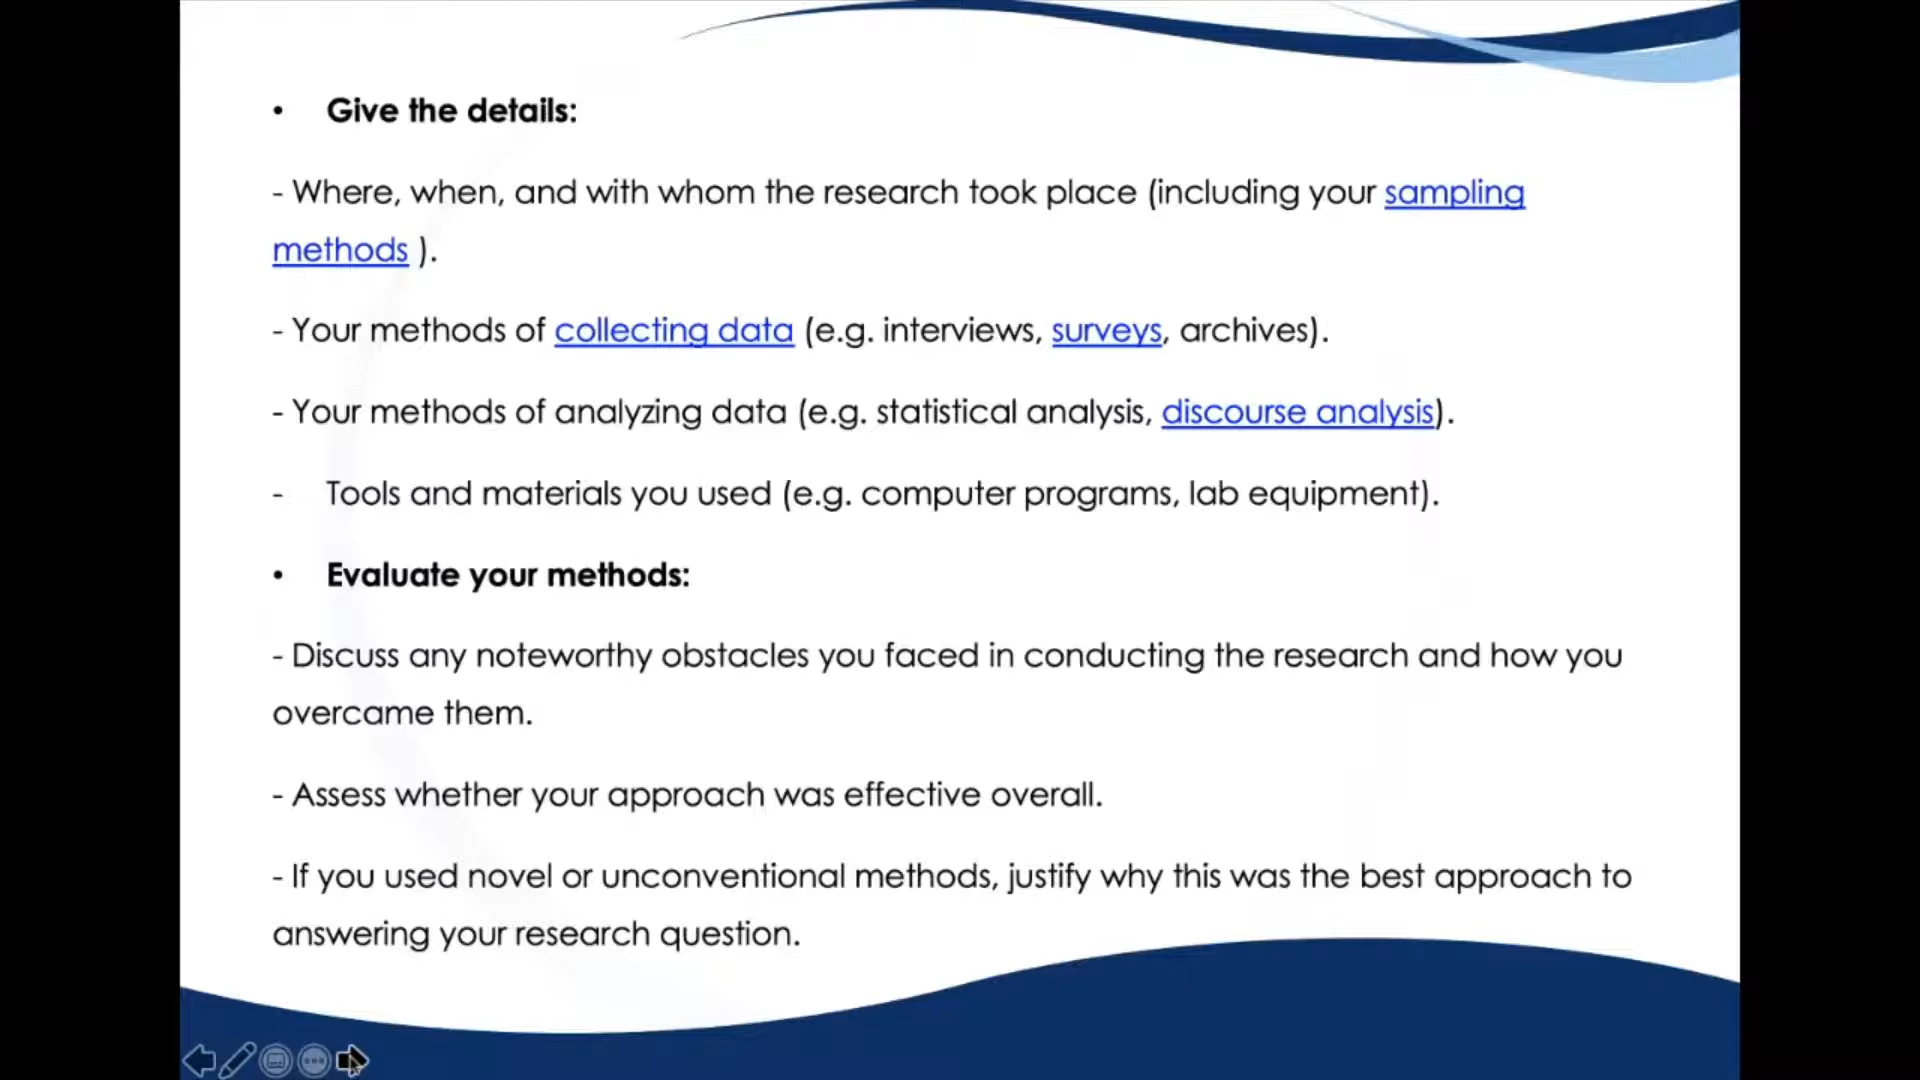 • Give the details:
- Where, when, and with whom the research took place (including your sampling
methods ).
- Your methods of collecting data (e.g. interviews, surveys, archives).
- Your methods of analyzing data (e.g. statistical analysis, discourse analysis).
- Tools and materials you used (e.g. computer programs, lab equipment).
• Evaluate your methods:
- Discuss any noteworthy obstacles you faced in conducting the research and how you
overcame them.
- Assess whether your approach was effective overall.
- If you used novel or unconventional methods, justify why this was the best approach to
answering your research question.